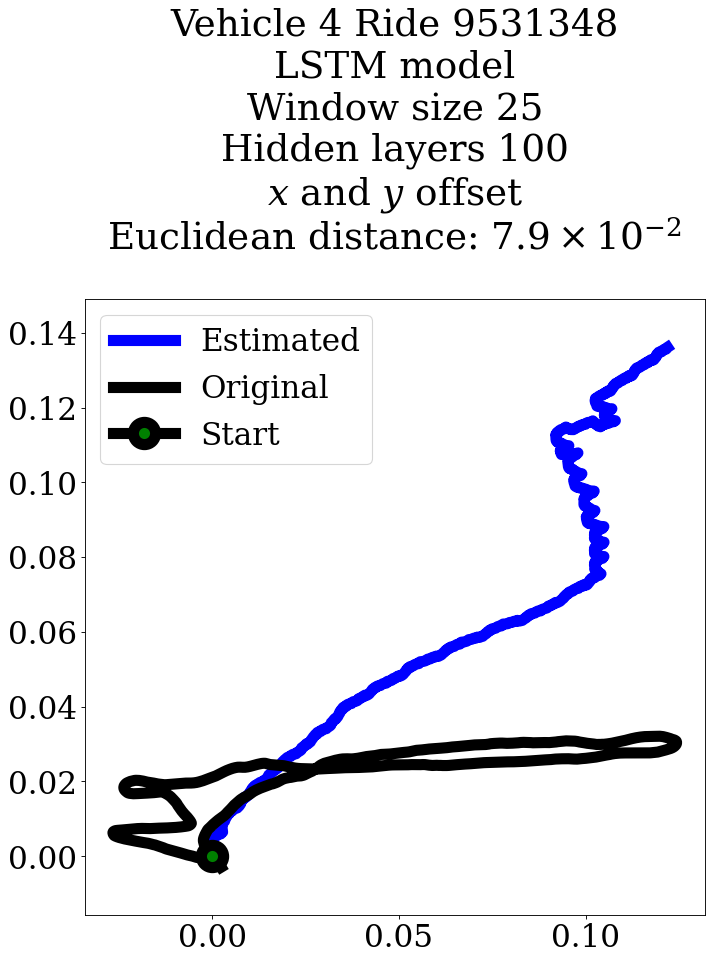 Vehicle 4 Ride 9531348
LSTM model
Window size 25
Hidden layers 100
x and y offset
Euclidean distance: 7.9 × 10⁻²
Estimated
Original
Start
0.14
0.12
0.10
0.08
0.06
0.04
0.02
0.00
0.00 0.05 0.10